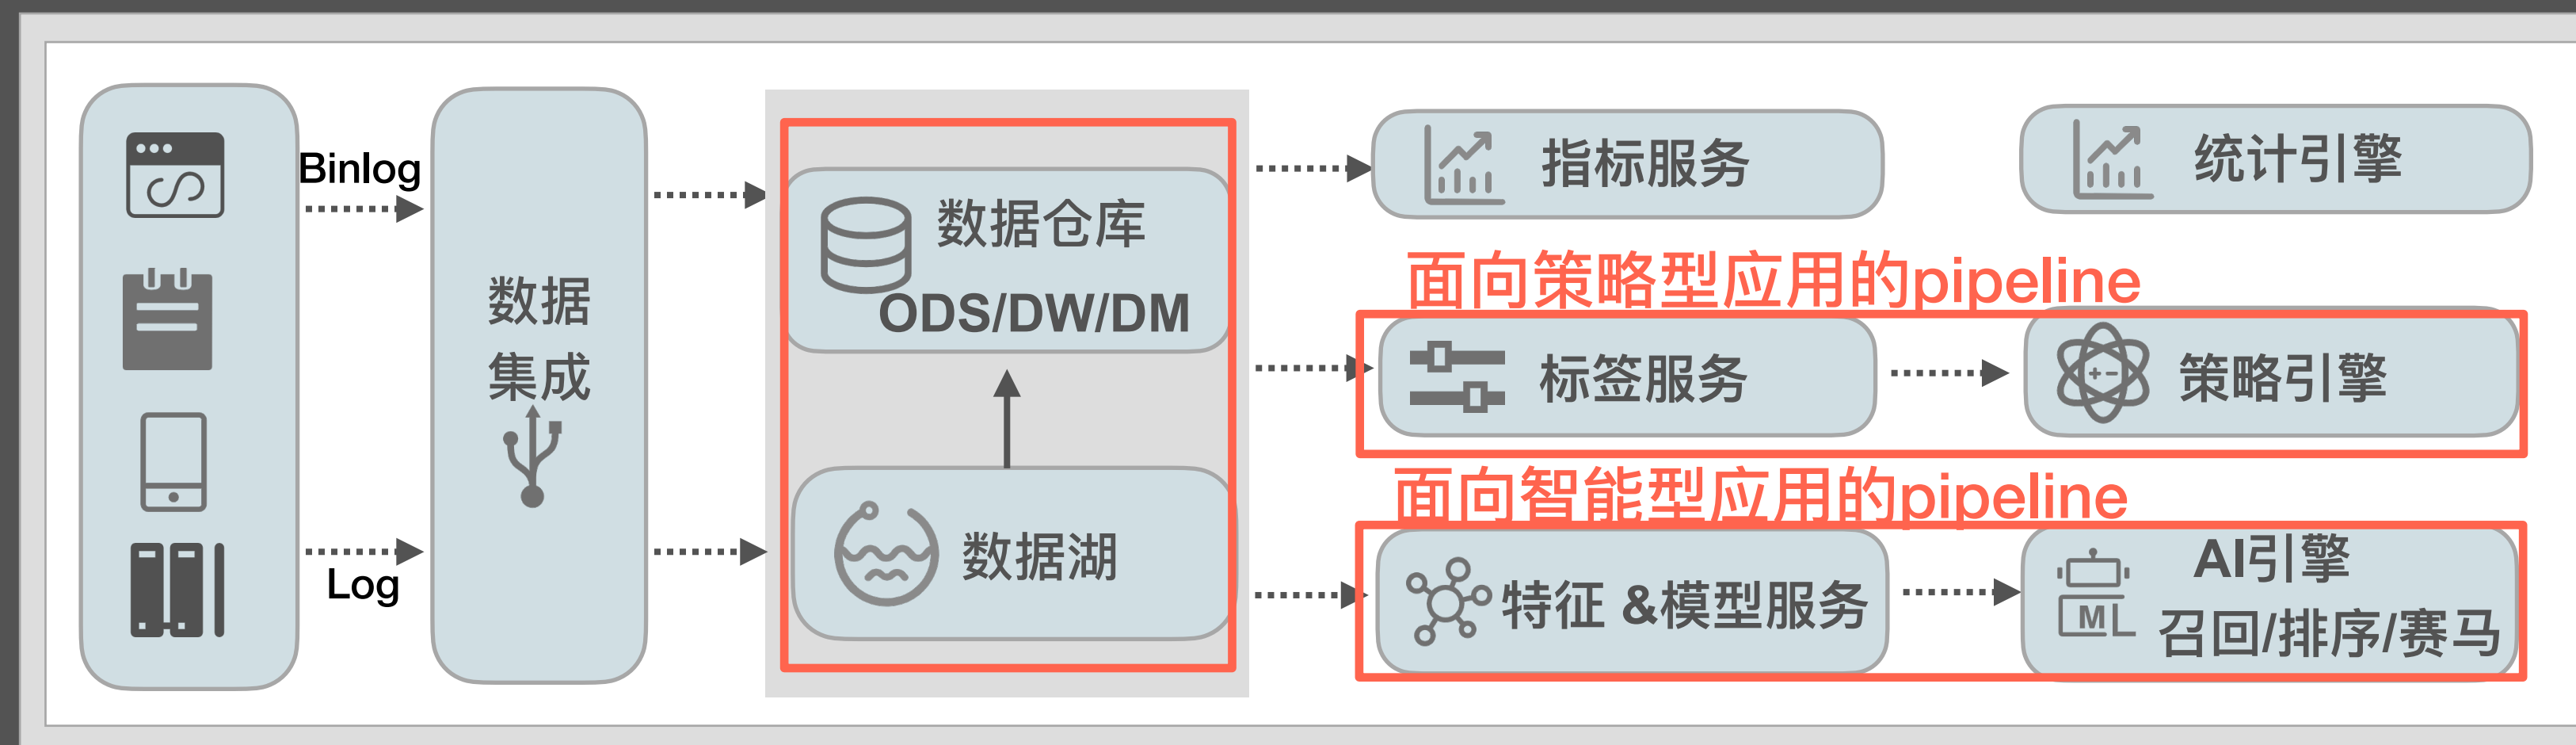 Binlog
Log
数据
集成
数据仓库
ODS/DW/DM
数据湖
指标服务
统计引擎
面向策略型应用的pipeline
标签服务
策略引擎
面向智能型应用的pipeline
特征 &模型服务
AI引擎
召回/排序/赛马
ML